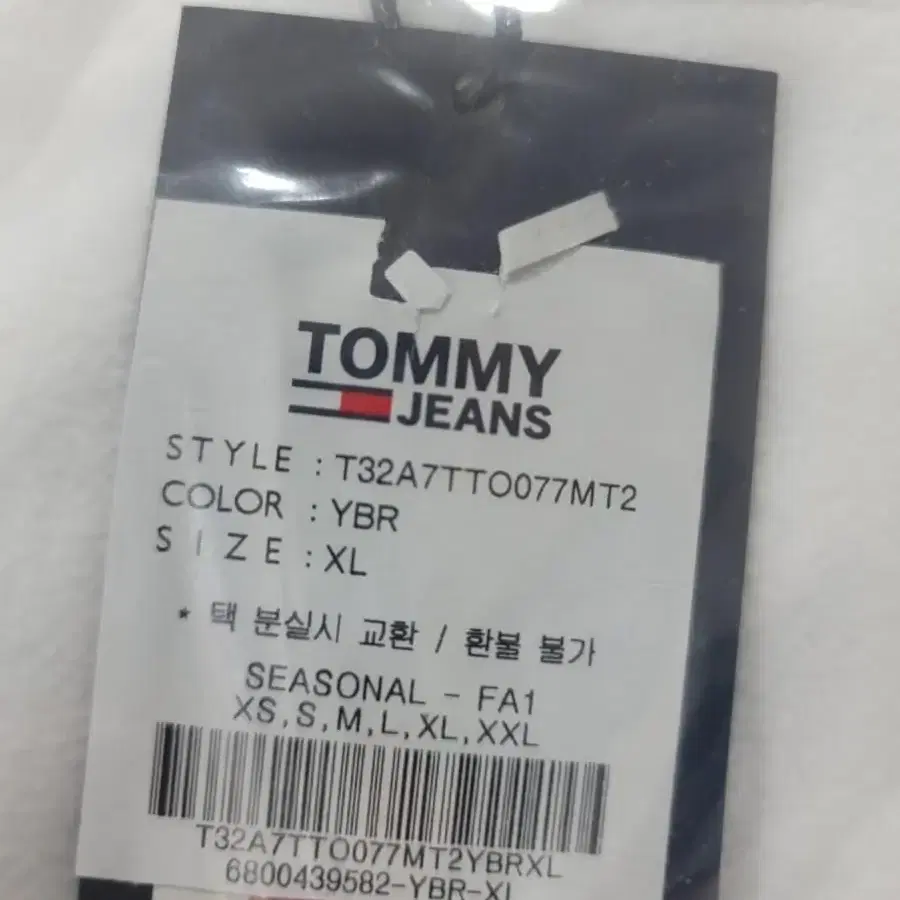 TOMMY
JEANS
STYLE : T32A7TTO077MT2
COLOR : YBR
SIZE : XL
* 택 분실시 교환 / 환불 불가
SEASONAL - FA1
XS,S,M,L,XL,XXL
T32A7TTO077MT2YBRXL
6800439582-YBR-XL